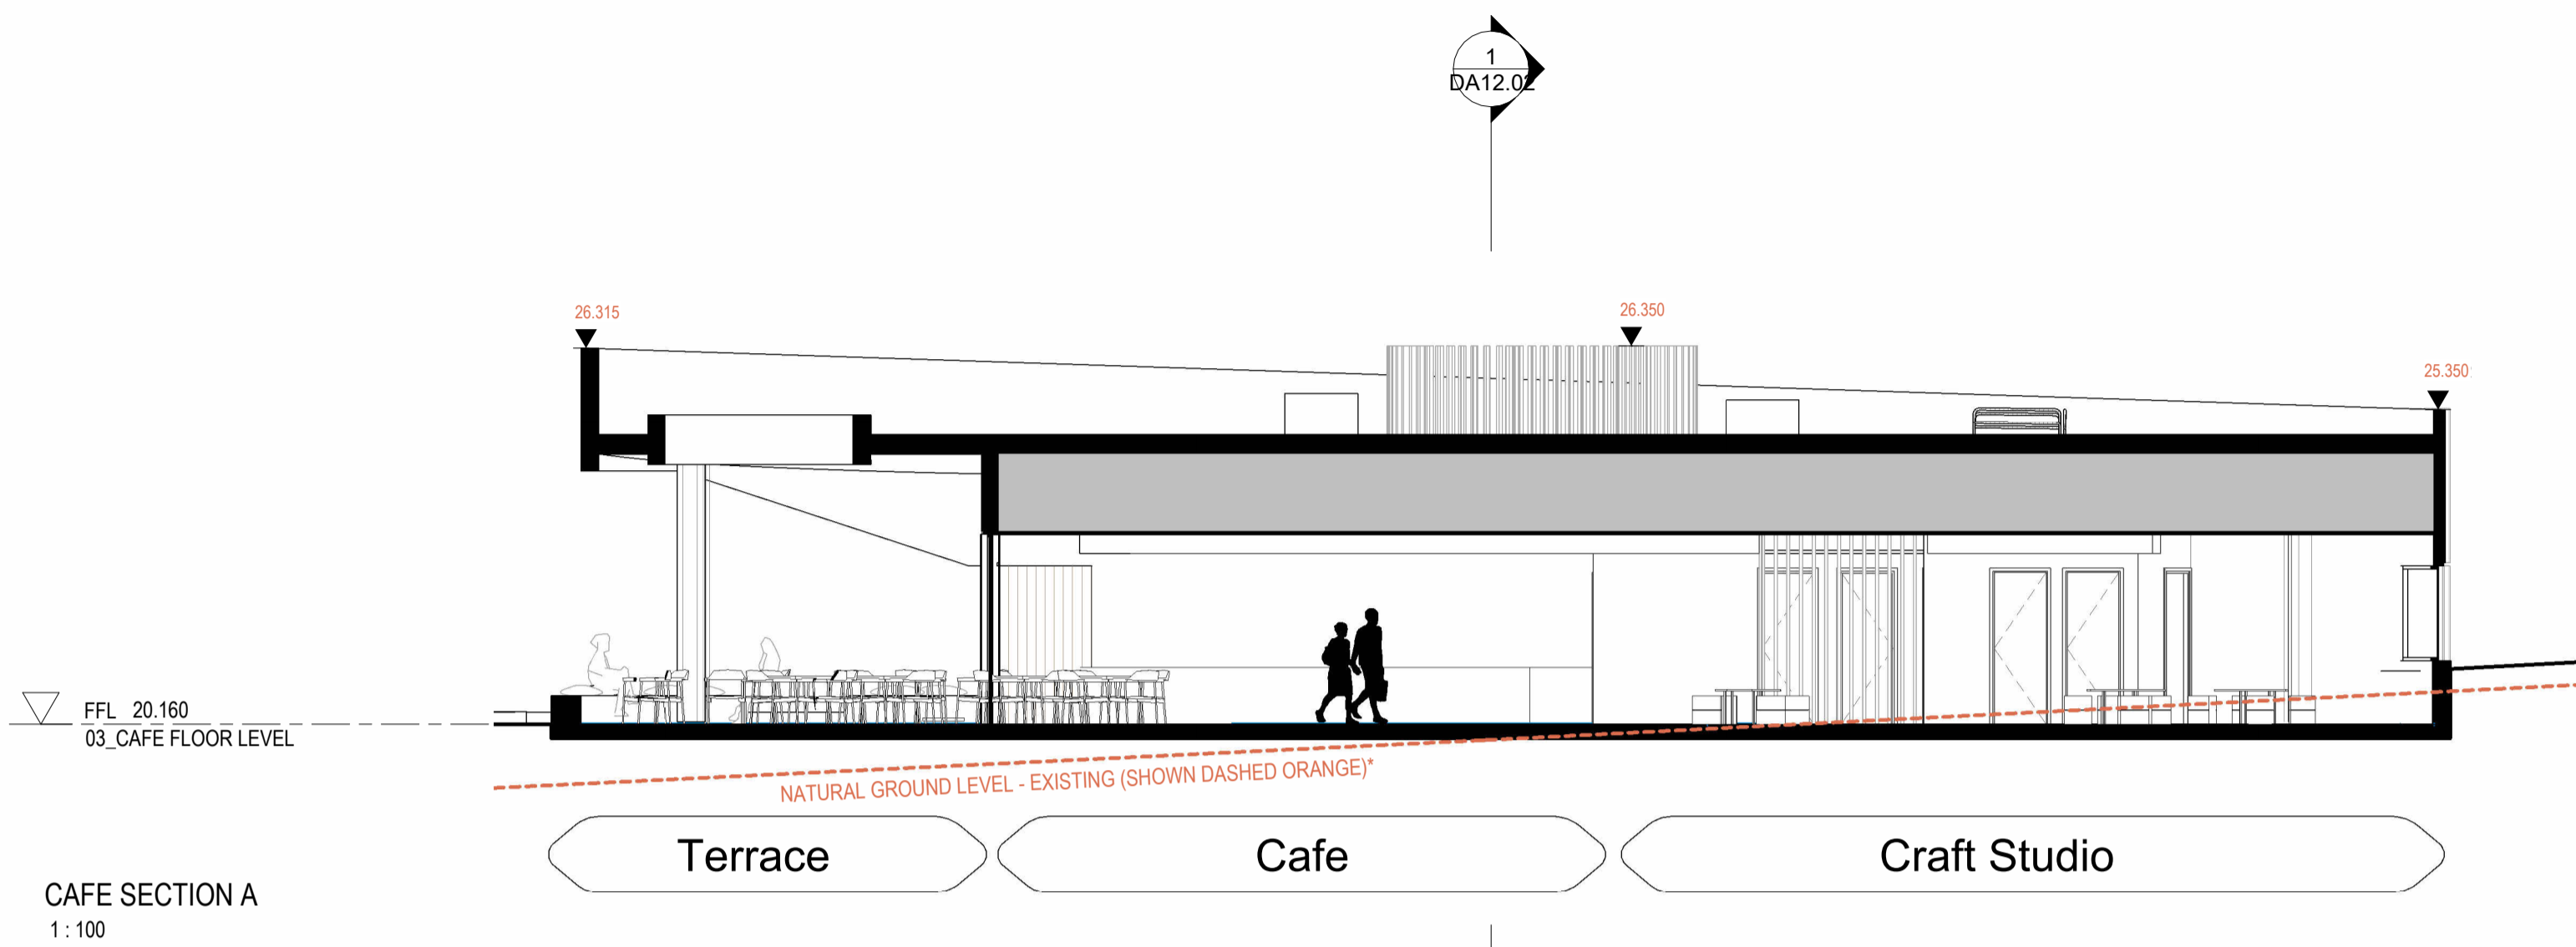 1
DA12.02
26.315
26.350
25.350
FFL 20.160
03_CAFE FLOOR LEVEL
NATURAL GROUND LEVEL - EXISTING (SHOWN DASHED ORANGE)*
Terrace
Cafe
Craft Studio
CAFE SECTION A
1 : 100